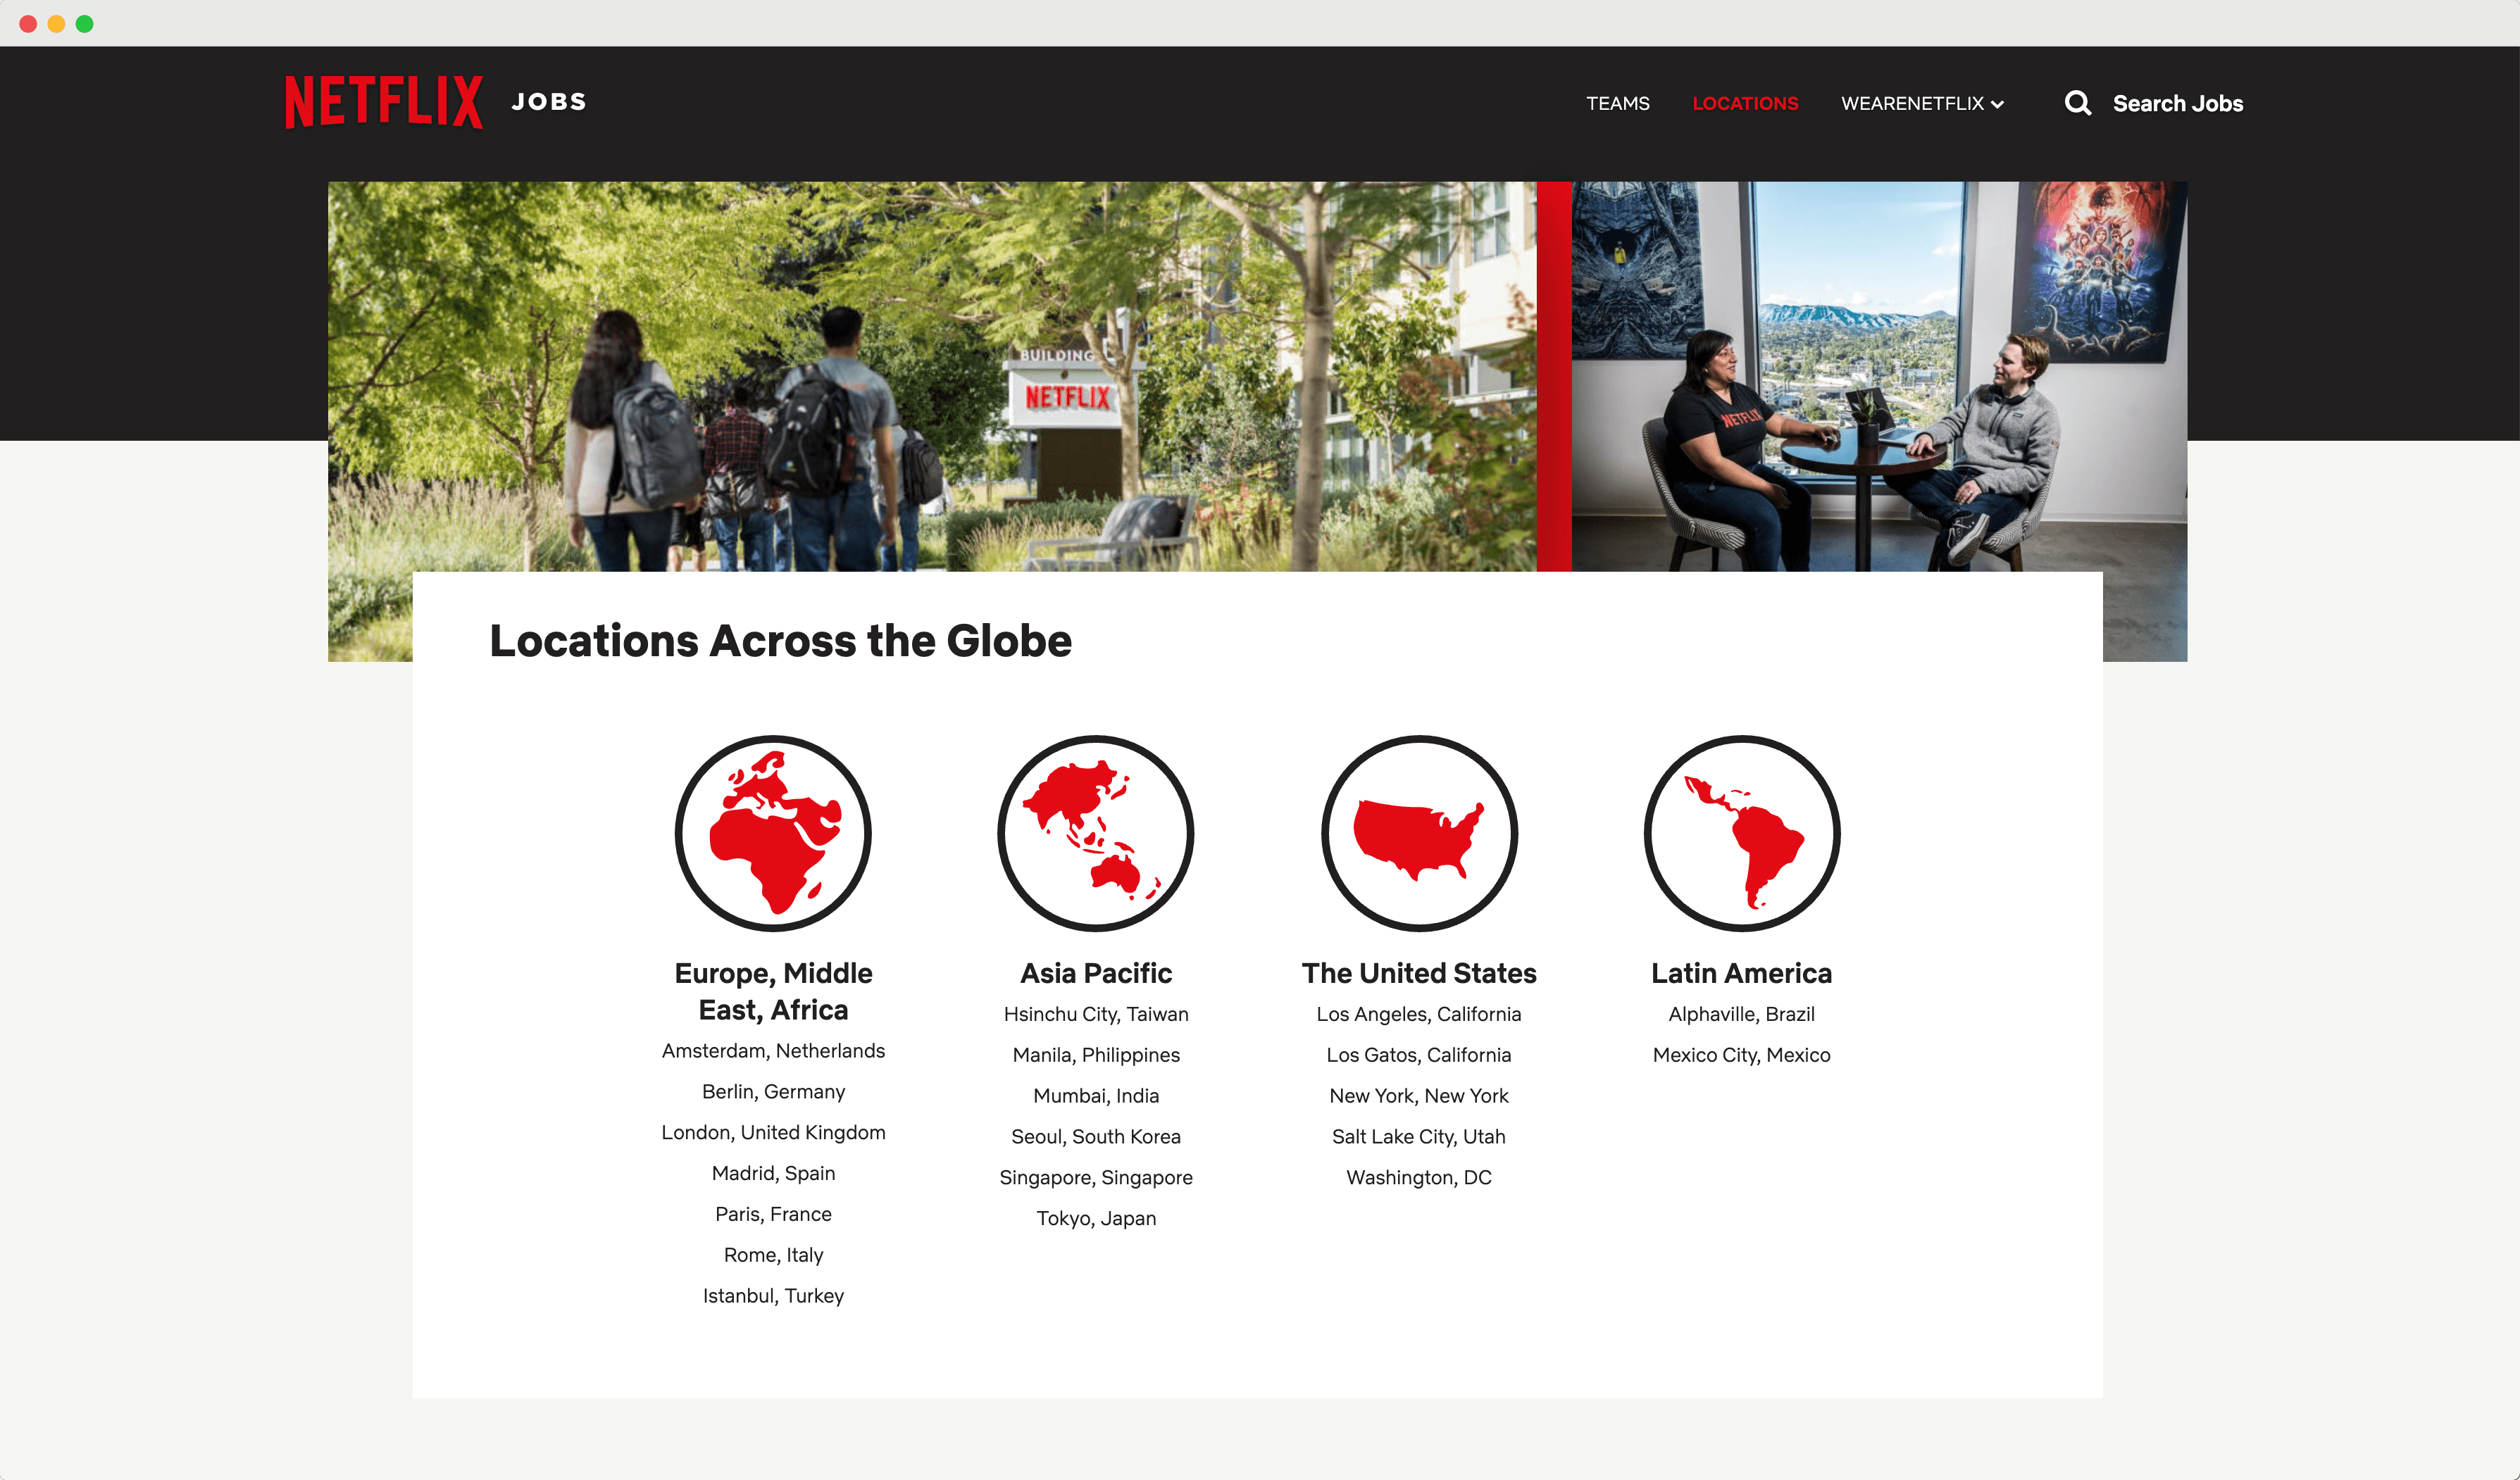 NETFLIX JOBS
TEAMS LOCATIONS WEARENETFLIX Search Jobs
BUILDING
NETFLIX
NETFLIX
Locations Across the Globe
Europe, Middle
East, Africa
Amsterdam, Netherlands
Berlin, Germany
London, United Kingdom
Madrid, Spain
Paris, France
Rome, Italy
Istanbul, Turkey
Asia Pacific
Hsinchu City, Taiwan
Manila, Philippines
Mumbai, India
Seoul, South Korea
Singapore, Singapore
Tokyo, Japan
The United States
Los Angeles, California
Los Gatos, California
New York, New York
Salt Lake City, Utah
Washington, DC
Latin America
Alphaville, Brazil
Mexico City, Mexico